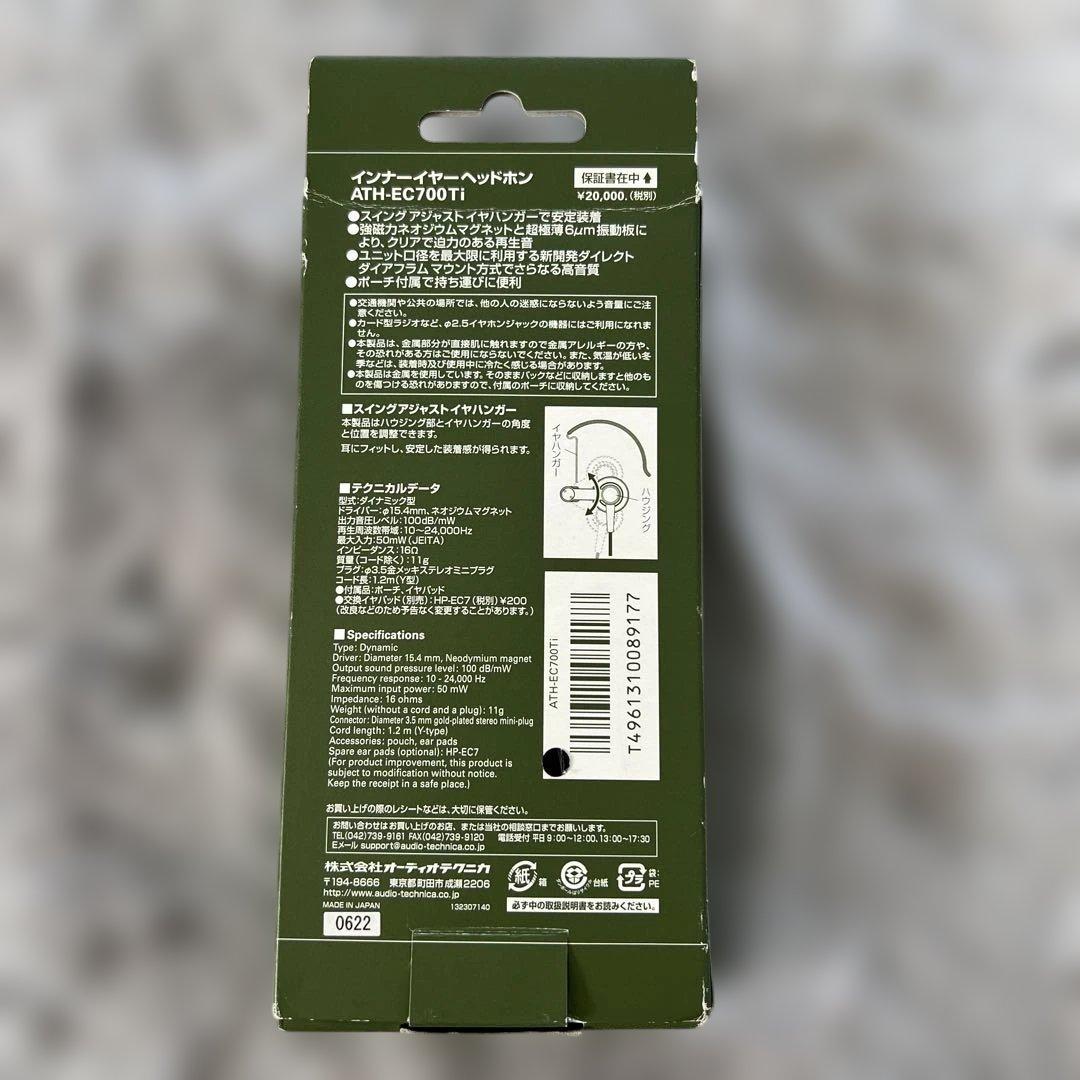 インナーイヤーヘッドホン
ATH-EC700Ti
保証書在中
¥20,000.(税別)
●スイングアジャストイヤハンガーで安定装着
●強磁力ネオジウムマグネットと超極薄6μm振動板に
より、クリアで迫力のある再生音
●ユニット口径を最大限に利用する新開発ダイレクト
ダイアフラムマウント方式でさらなる高音質
●ポーチ付属で持ち運びに便利
●交通機関や公共の場所では、他の人の迷惑にならないよう音量にご注
意ください。
●カード型ラジオなど、φ2.5イヤホンジャックの機器にはご利用になれま
せん。
●本製品は、金属部分が直接肌に触れますので金属アレルギーの方や、
その恐れがある方はご使用にならないでください。また、気温が低い冬
季などは、装着時及び使用中に冷たく感じる場合があります。
●本製品は金属を使用しています。そのままバックなどに収納しますと他のも
のを傷つける恐れがありますので、付属のポーチに収納してください。
■スイングアジャストイヤハンガー
本製品はハウジング部とイヤハンガーの角度
と位置を調整できます。
耳にフィットし、安定した装着感が得られます。
イヤハンガー
ハウジング
■テクニカルデータ
型式:ダイナミック型
ドライバー:φ15.4mm、ネオジウムマグネット
出力音圧レベル:100dB/mW
再生周波数帯域:10〜24,000Hz
最大入力:50mW(JEITA)
インピーダンス:16Ω
質量(コード除く):11g
プラグ:φ3.5金メッキステレオミニプラグ
コード長:1.2m(Y型)
●付属品:ポーチ、イヤパッド
●交換イヤパッド(別売):HP-EC7(税別)¥200
(改良などのため予告なく変更することがあります。)
■Specifications
Type: Dynamic
Driver: Diameter 15.4 mm, Neodymium magnet
Output sound pressure level: 100 dB/mW
Frequency response: 10 - 24,000 Hz
Maximum input power: 50 mW
Impedance: 16 ohms
Weight (without a cord and a plug): 11g
Connector: Diameter 3.5 mm gold-plated stereo mini-plug
Cord length: 1.2 m (Y-type)
Accessories: pouch, ear pads
Spare ear pads (optional): HP-EC7
(For product improvement, this product is
subject to modification without notice.
Keep the receipt in a safe place.)
ATH-EC700Ti
T4961310089177
お買い上げの際のレシートなどは、大切に保管ください。
お問い合わせはお買い上げのお店、または当社の相談窓口までお願いします。
TEL(042)739-9161 FAX(042)739-9120 電話受付 平日9:00〜12:00、13:00〜17:30
Eメール support@audio-technica.co.jp
株式会社オーディオテクニカ
〒194-8666 東京都町田市成瀬2206
http://www.audio-technica.co.jp
MADE IN JAPAN
132307140
紙 箱
台紙
プラ 袋:
PE
必ず中の取扱説明書をお読みください。
0622